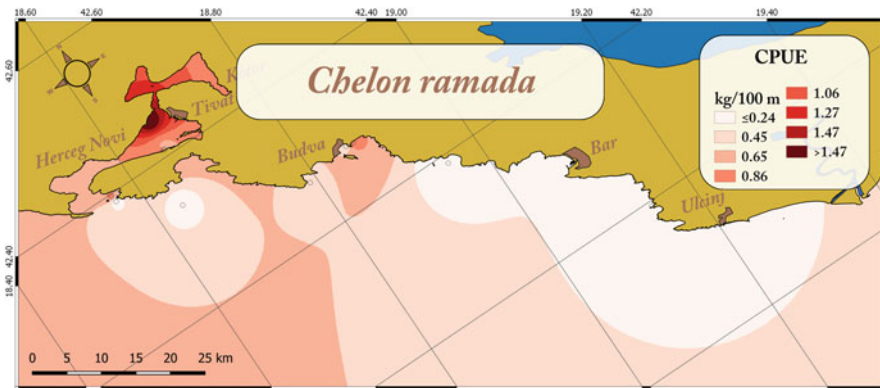 18.60 42.60 18.80 42.40 19.00 19.20 42.20 19.40
42.60
Chelon ramada
CPUE
kg/100 m
≤0.24
0.45
0.65
0.86
1.06
1.27
1.47
>1.47
Kotor
Tivat
Herceg Novi
Budva
Bar
Ulcinj
42.40
18.40
0 5 10 15 20 25 km